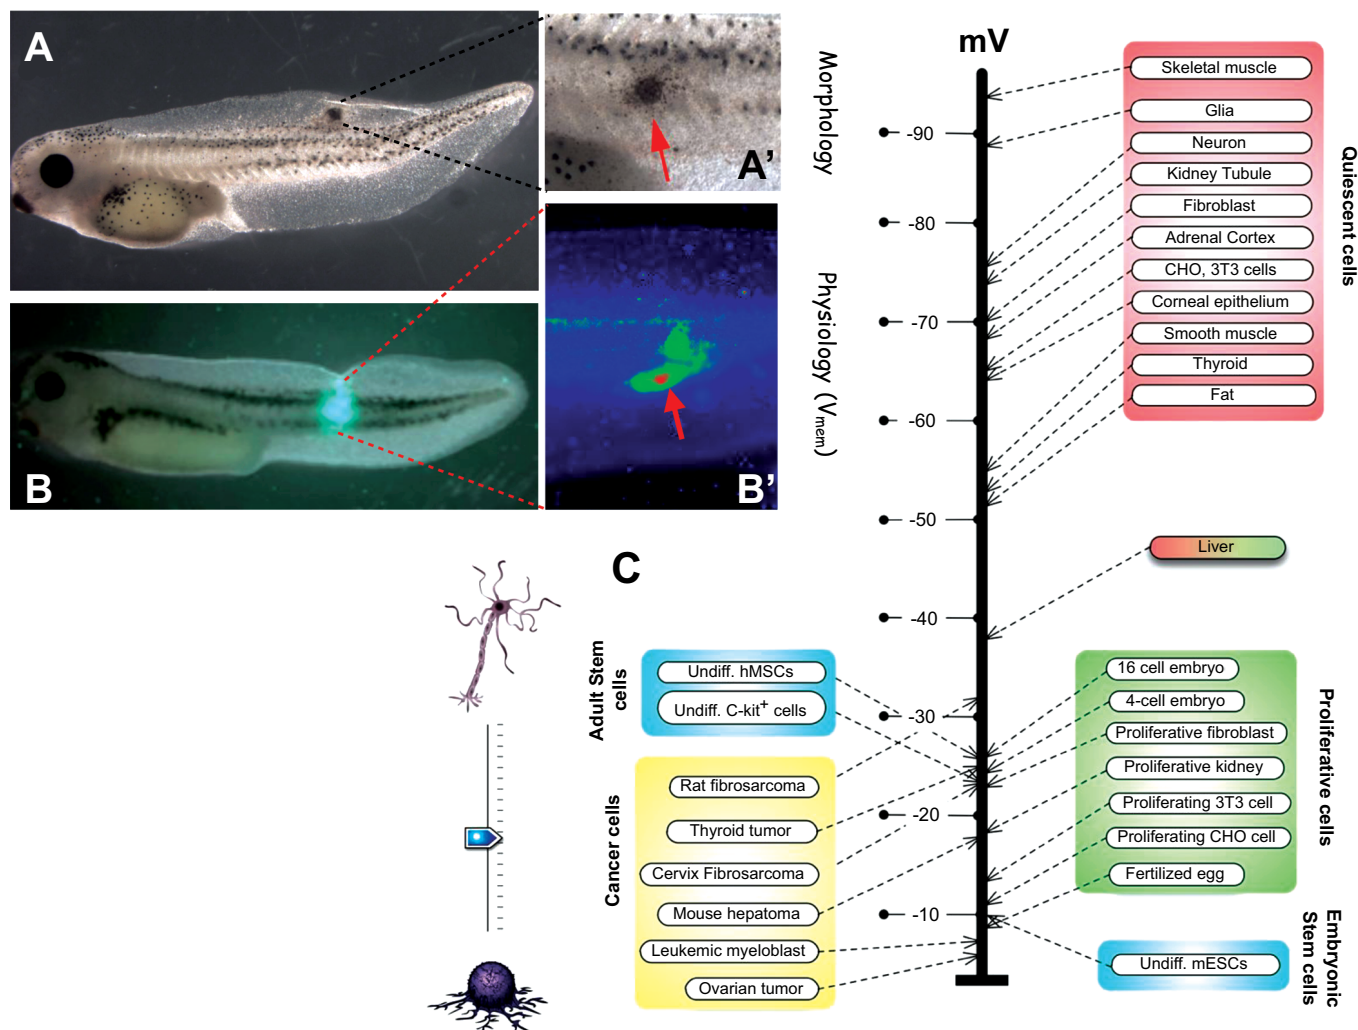 A
A’
Morphology
B
B’
Physiology (Vmem)
C
mV
-90
-80
-70
-60
-50
-40
-30
-20
-10
Skeletal muscle
Glia
Neuron
Kidney Tubule
Fibroblast
Adrenal Cortex
CHO, 3T3 cells
Corneal epithelium
Smooth muscle
Thyroid
Fat
Quiescent cells
Liver
Adult Stem
cells
Undiff. hMSCs
Undiff. C-kit+ cells
Cancer cells
Rat fibrosarcoma
Thyroid tumor
Cervix Fibrosarcoma
Mouse hepatoma
Leukemic myeloblast
Ovarian tumor
16 cell embryo
4-cell embryo
Proliferative fibroblast
Proliferative kidney
Proliferating 3T3 cell
Proliferating CHO cell
Fertilized egg
Proliferative cells
Undiff. mESCs
Embryonic
Stem cells